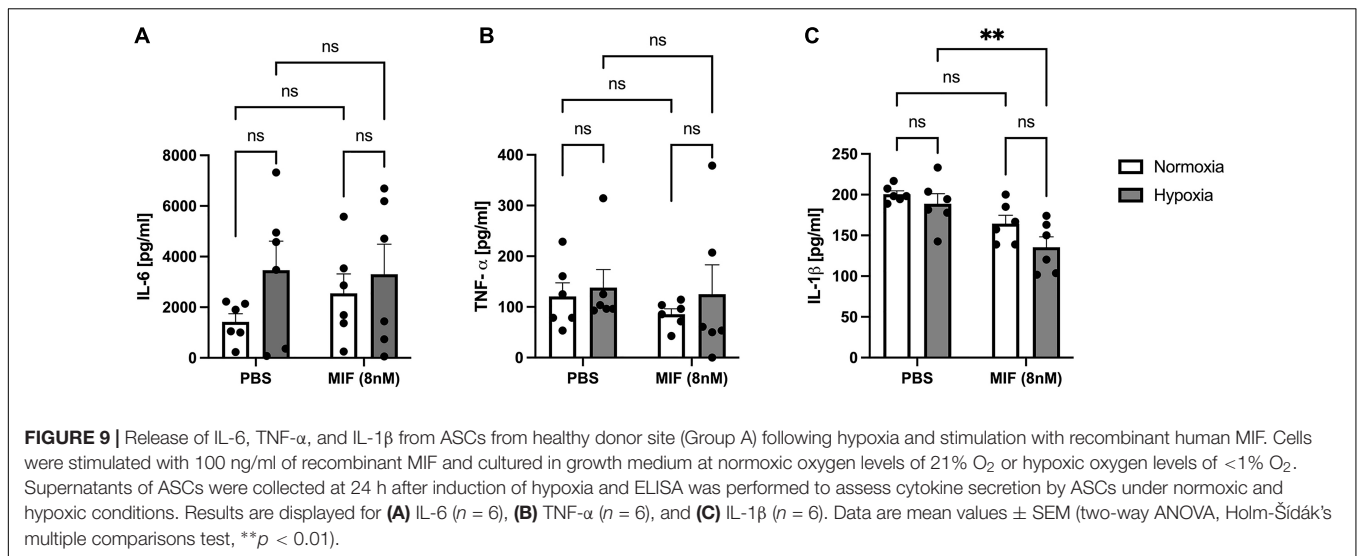 A
B
C
ns
ns
**
ns
ns
ns
ns
ns
ns
ns
ns
ns
8000
6000
4000
2000
0
IL-6 [pg/ml]
PBS
MIF (8nM)
400
300
200
100
0
TNF- α [pg/ml]
PBS
MIF (8nM)
250
200
150
100
50
0
IL-1β [pg/ml]
PBS
MIF (8nM)
Normoxia
Hypoxia
FIGURE 9 | Release of IL-6, TNF-α, and IL-1β from ASCs from healthy donor site (Group A) following hypoxia and stimulation with recombinant human MIF. Cells
were stimulated with 100 ng/ml of recombinant MIF and cultured in growth medium at normoxic oxygen levels of 21% O₂ or hypoxic oxygen levels of <1% O₂.
Supernatants of ASCs were collected at 24 h after induction of hypoxia and ELISA was performed to assess cytokine secretion by ASCs under normoxic and
hypoxic conditions. Results are displayed for (A) IL-6 (n = 6), (B) TNF-α (n = 6), and (C) IL-1β (n = 6). Data are mean values ± SEM (two-way ANOVA, Holm-Šídák's
multiple comparisons test, **p < 0.01).